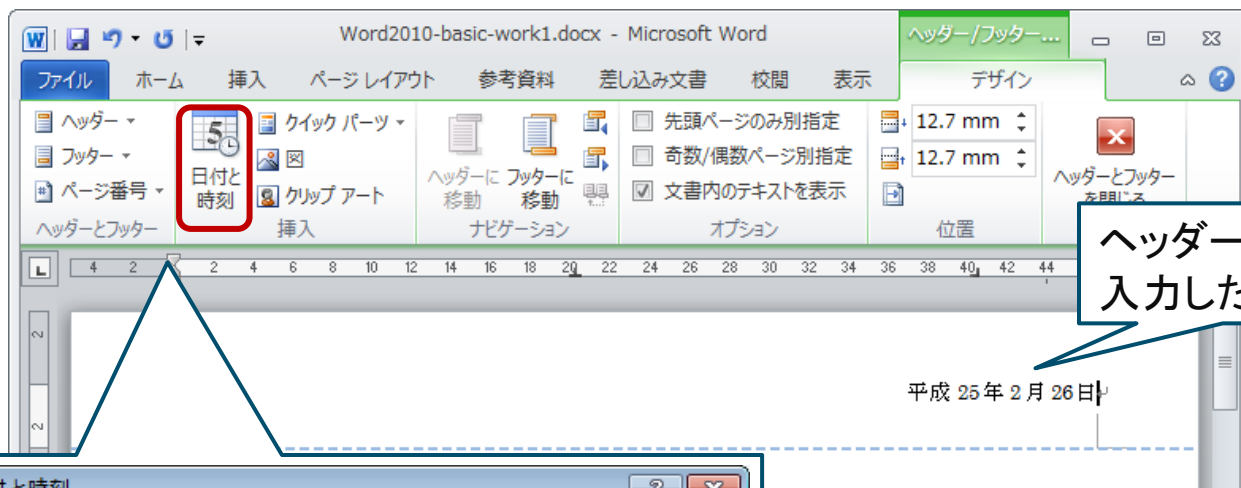 W Word2010-basic-work1.docx - Microsoft Word ヘッダー/フッター...
ファイル ホーム 挿入 ページ レイアウト 参考資料 差し込み文書 校閲 表示 デザイン ?
ヘッダー
フッター
ページ番号
ヘッダーとフッター
5
日付と
時刻
クイック パーツ
図
クリップ アート
挿入
ヘッダーに
移動
フッターに
移動
ナビゲーション
先頭ページのみ別指定
奇数/偶数ページ別指定
文書内のテキストを表示
オプション
12.7 mm
12.7 mm
位置
ヘッダーとフッター
を閉じる
L 4 2 2 4 6 8 10 12 14 16 18 20 22 24 26 28 30 32 34 36 38 40 42 44
ヘッダー
入力した
2
平成 25 年 2 月 26 日
2
と時刻 ?